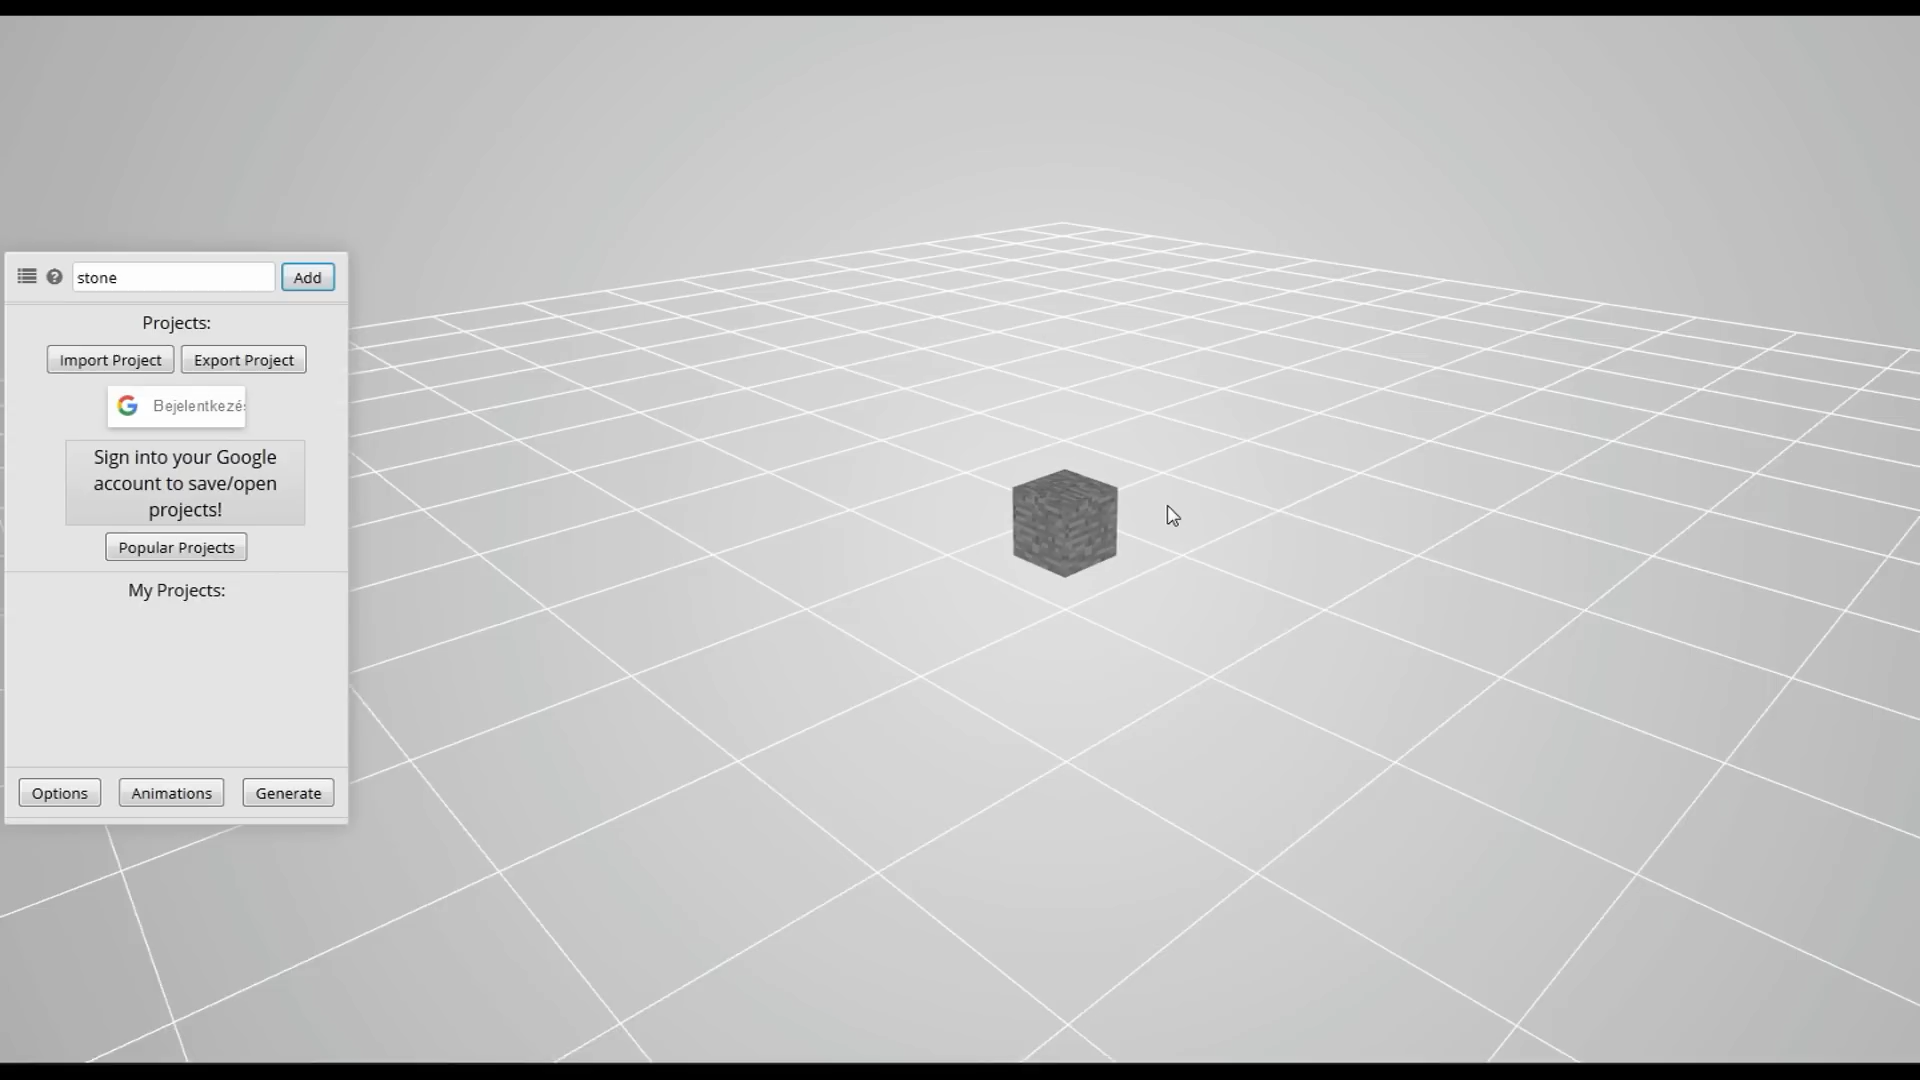 stone
Add
Projects:
Import Project
Export Project
Bejelentkezés
Sign into your Google
account to save/open
projects!
Popular Projects
My Projects:
Options
Animations
Generate